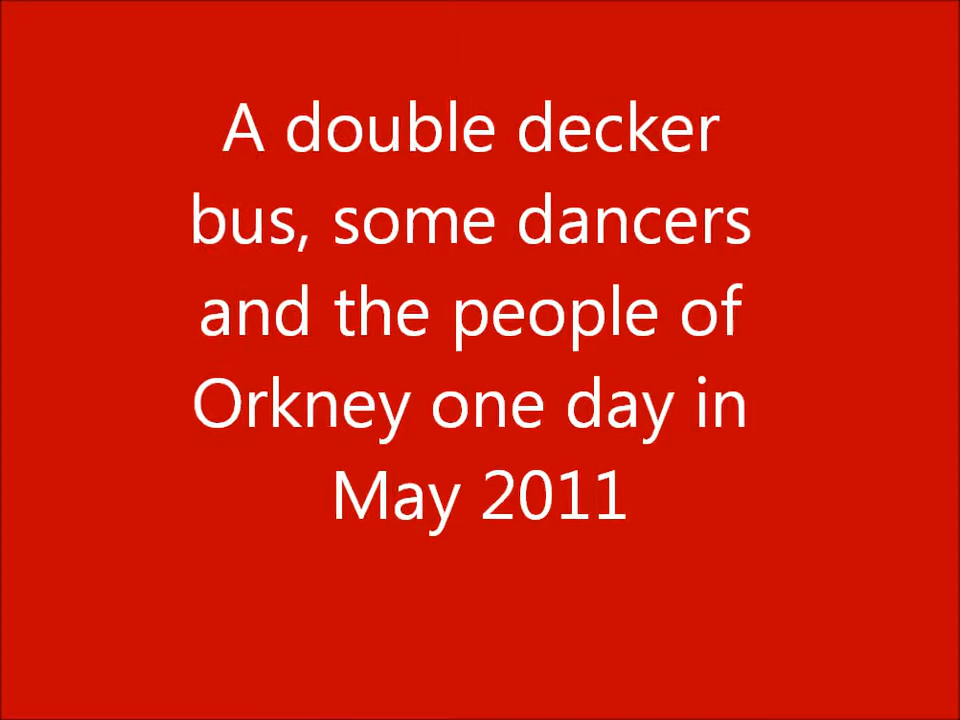 A double decker
bus, some dancers
and the people of
Orkney one day in
May 2011